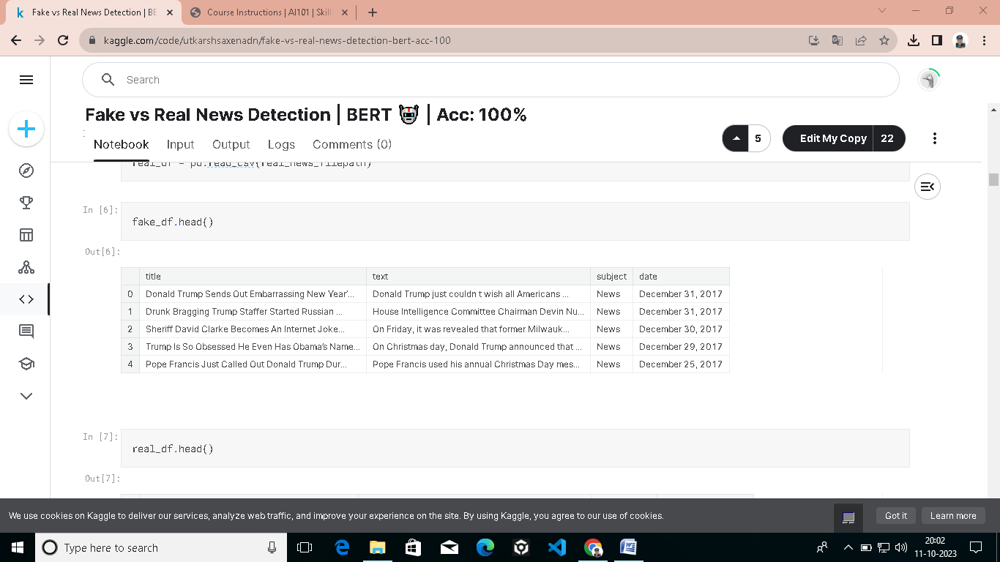 Fake vs Real News Detection | BE
Course Instructions | AI101 | Skill
kaggle.com/code/utkarshsaxenadn/fake-vs-real-news-detection-bert-acc-100
Search
Fake vs Real News Detection | BERT 🤖 | Acc: 100%
Notebook Input Output Logs Comments (0)
5
Edit My Copy 22
real_df = pd.read_csv(real_news_filepath)
In [6]:
fake_df.head()
Out[6]:
title text subject date
0 Donald Trump Sends Out Embarrassing New Year'... Donald Trump just couldn t wish all Americans ... News December 31, 2017
1 Drunk Bragging Trump Staffer Started Russian ... House Intelligence Committee Chairman Devin Nu... News December 31, 2017
2 Sheriff David Clarke Becomes An Internet Joke... On Friday, it was revealed that former Milwauk... News December 30, 2017
3 Trump Is So Obsessed He Even Has Obama's Name... On Christmas day, Donald Trump announced that ... News December 29, 2017
4 Pope Francis Just Called Out Donald Trump Dur... Pope Francis used his annual Christmas Day mes... News December 25, 2017
In [7]:
real_df.head()
Out[7]:
We use cookies on Kaggle to deliver our services, analyze web traffic, and improve your experience on the site. By using Kaggle, you agree to our use of cookies.
Got it
Learn more
Type here to search
20:02
11-10-2023